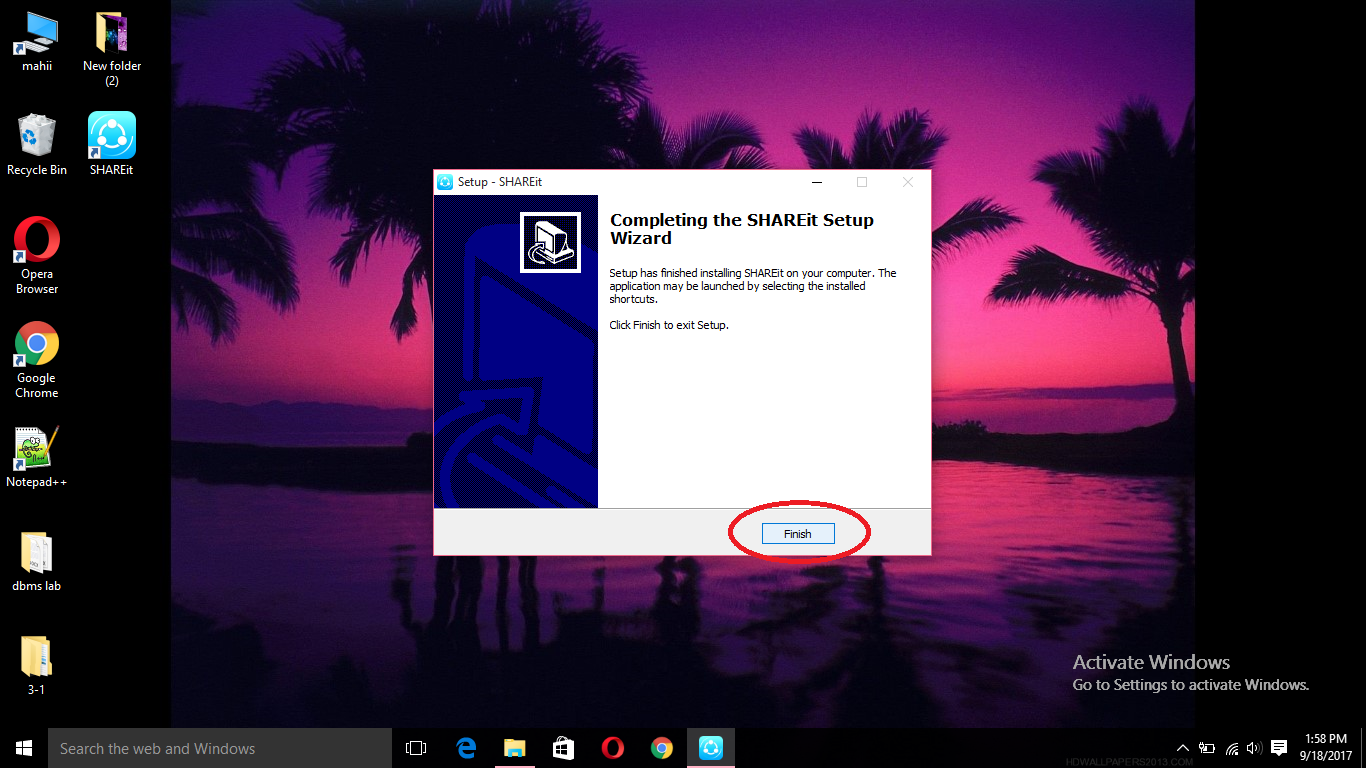 mahii
New folder
(2)
Recycle Bin
SHAREit
Opera
Browser
Google
Chrome
Notepad++
dbms lab
3-1
Setup - SHAREit
Completing the SHAREit Setup
Wizard
Setup has finished installing SHAREit on your computer. The
application may be launched by selecting the installed
shortcuts.
Click Finish to exit Setup.
Finish
Activate Windows
Go to Settings to activate Windows.
Search the web and Windows
1:58 PM
9/18/2017
HDWALLPAPERS2013.COM